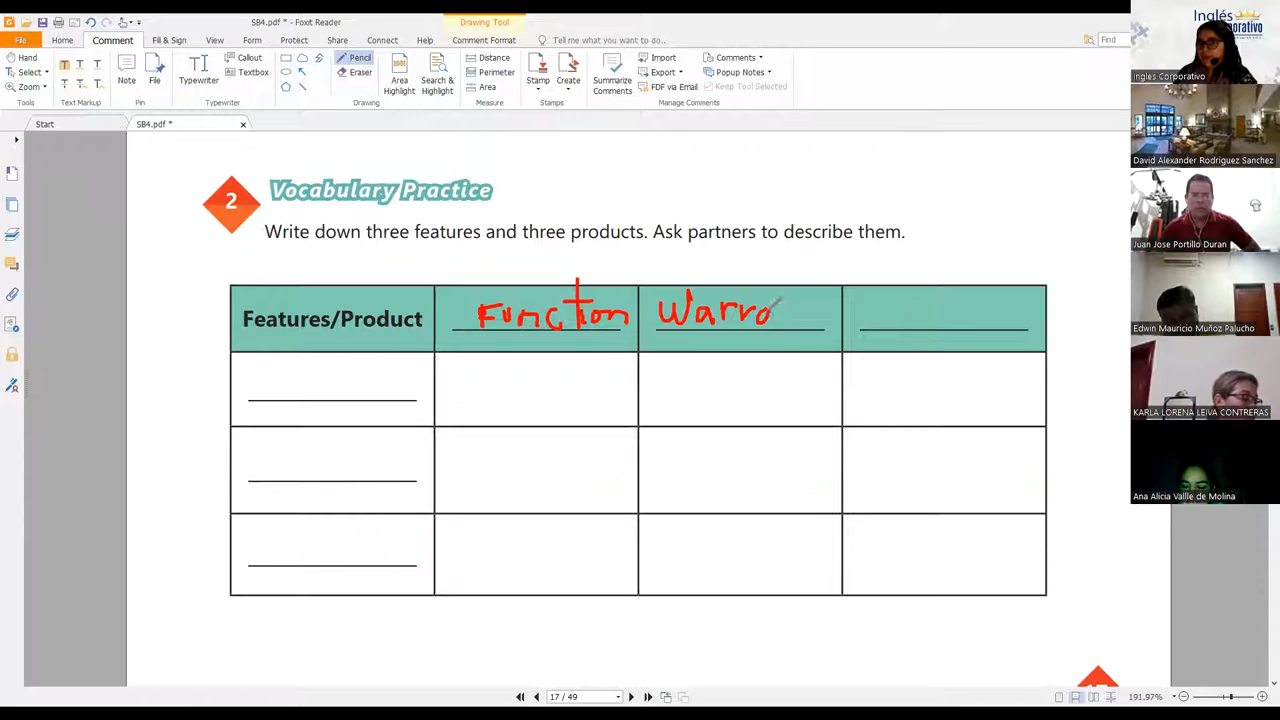 SB4.pdf * - Foxit Reader
Drawing Tool
File Home Comment Fill & Sign View Form Protect Share Connect Help Comment Format Tell me what you want to do... Find
Hand
Select
Zoom
Tools
Text Markup
Note
File
Pin
Typewriter
Callout
Textbox
Typewriter
Pencil
Eraser
Drawing
Area Highlight
Search & Highlight
Distance
Perimeter
Area
Measure
Stamp
Create
Stamps
Summarize Comments
Import
Export
FDF via Email
Comments
Popup Notes
Keep Tool Selected
Manage Comments
Start
SB4.pdf *
2
Vocabulary Practice
Write down three features and three products. Ask partners to describe them.
Features/Product Function Warra
17 / 49
191.97%
Inglés
Ingles Corporativo
David Alexander Rodriguez Sanchez
Juan Jose Portillo Duran
Edwin Mauricio Muñoz Palucho
KARLA LORENA LEIVA CONTRERAS
Ana Alicia Vallle de Molina